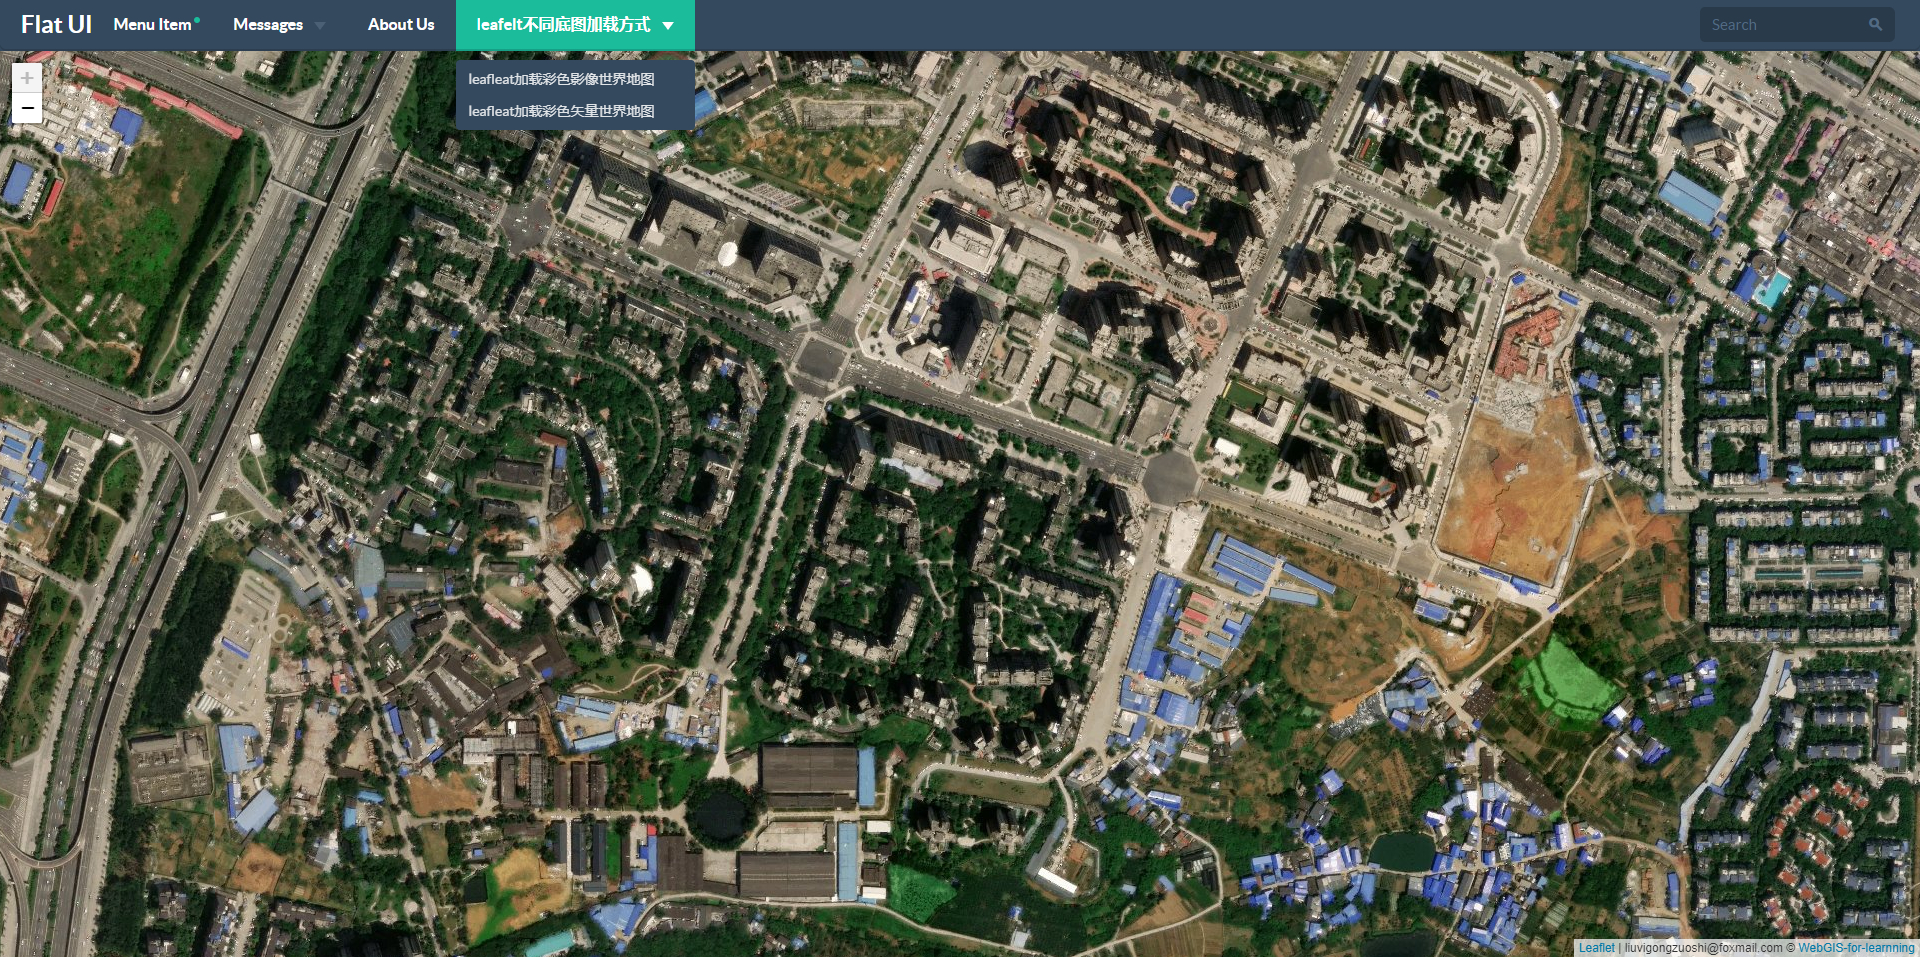 Flat UI
Menu Item
Messages
About Us
leafelt不同底图加载方式
Search
+
−
leafleat加载彩色影像世界地图
leafleat加载彩色矢量世界地图
Leaflet | liuvigongzuoshi@foxmail.com © WebGIS-for-learnning